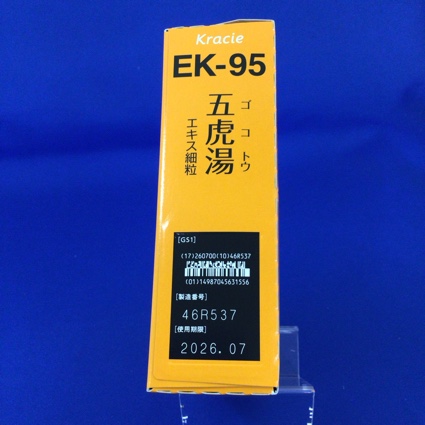 Kracie
EK-95
五虎湯
ゴコトウ
エキス細粒
[GS1]
(17)260700(10)46R537
(01)14987045631556
[製造番号]
46R537
[使用期限]
2026.07